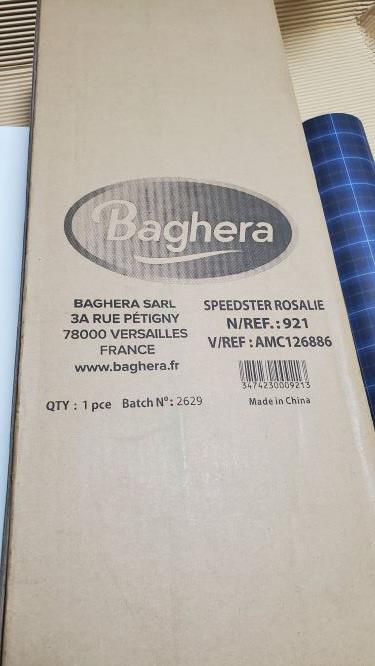 Baghera
BAGHERA SARL
3A RUE PÉTIGNY
78000 VERSAILLES
FRANCE
www.baghera.fr
SPEEDSTER ROSALIE
N/REF.: 921
V/REF : AMC126886
3474230009213
QTY : 1 pce Batch N°: 2629
Made in China